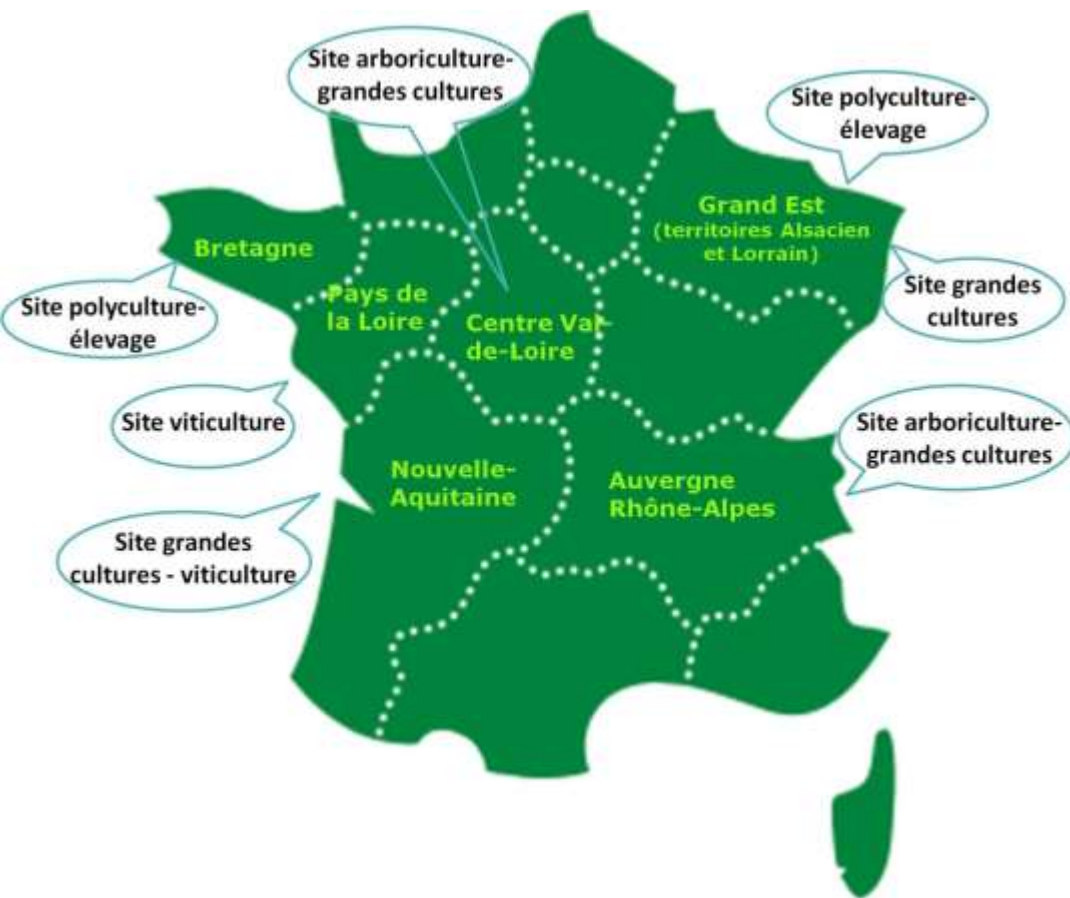 Site arboriculture-
grandes cultures
Site polyculture-
élevage
Grand Est
(territoires Alsacien
et Lorrain)
Bretagne
Site polyculture-
élevage
Pays de
la Loire
Centre Val-
de-Loire
Site grandes
cultures
Site viticulture
Site arboriculture-
grandes cultures
Nouvelle-
Aquitaine
Auvergne
Rhône-Alpes
Site grandes
cultures - viticulture